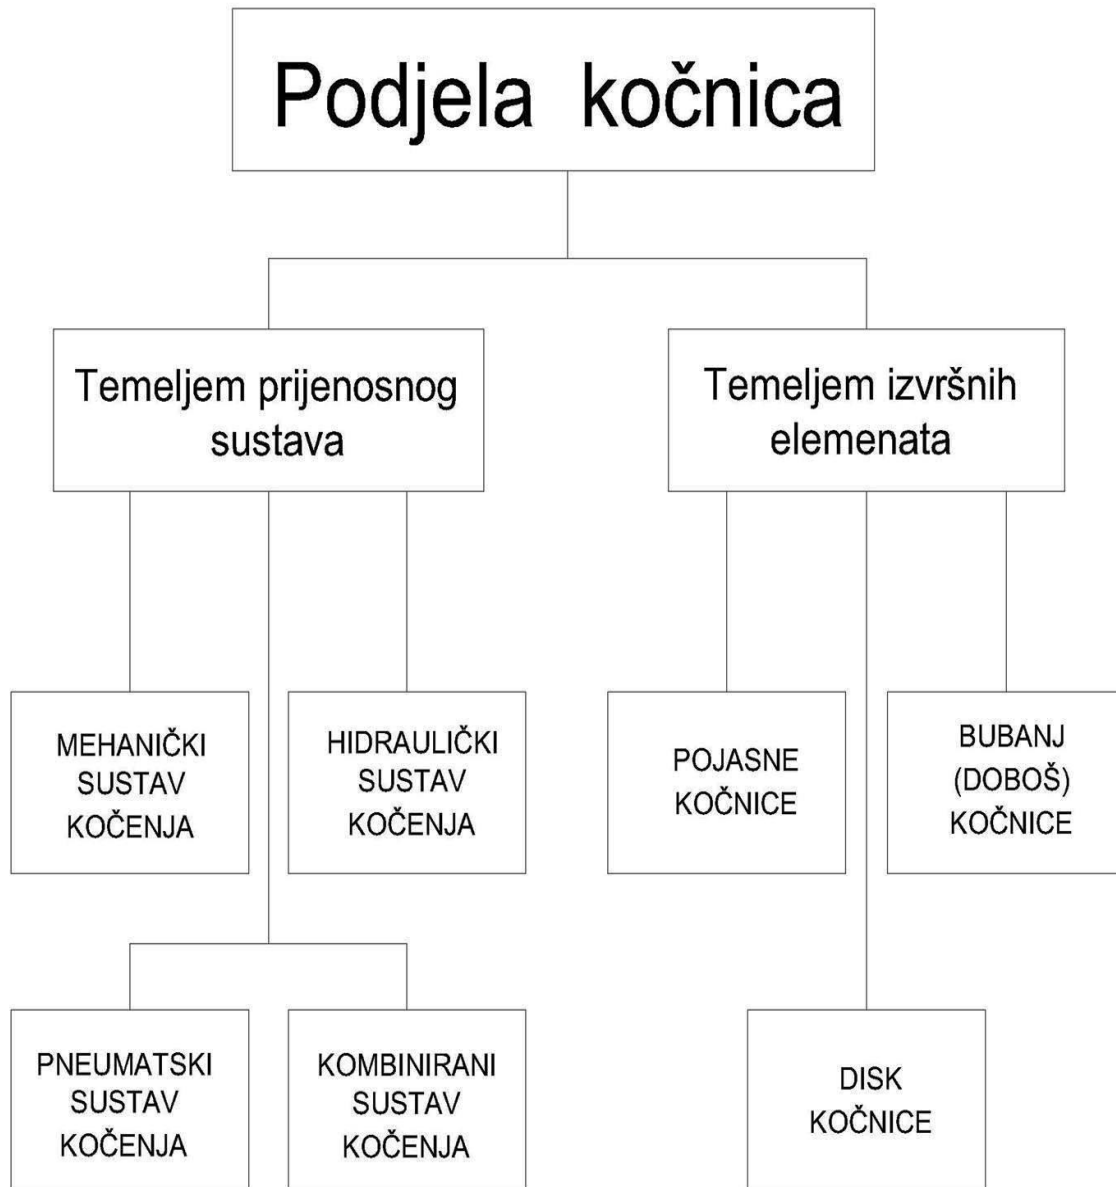 Podjela kočnica
Temeljem prijenosnog
sustava
Temeljem izvršnih
elemenata
MEHANIČKI
SUSTAV
KOČENJA
HIDRAULIČKI
SUSTAV
KOČENJA
POJASNE
KOČNICE
BUBANJ
(DOBOŠ)
KOČNICE
PNEUMATSKI
SUSTAV
KOČENJA
KOMBINIRANI
SUSTAV
KOČENJA
DISK
KOČNICE